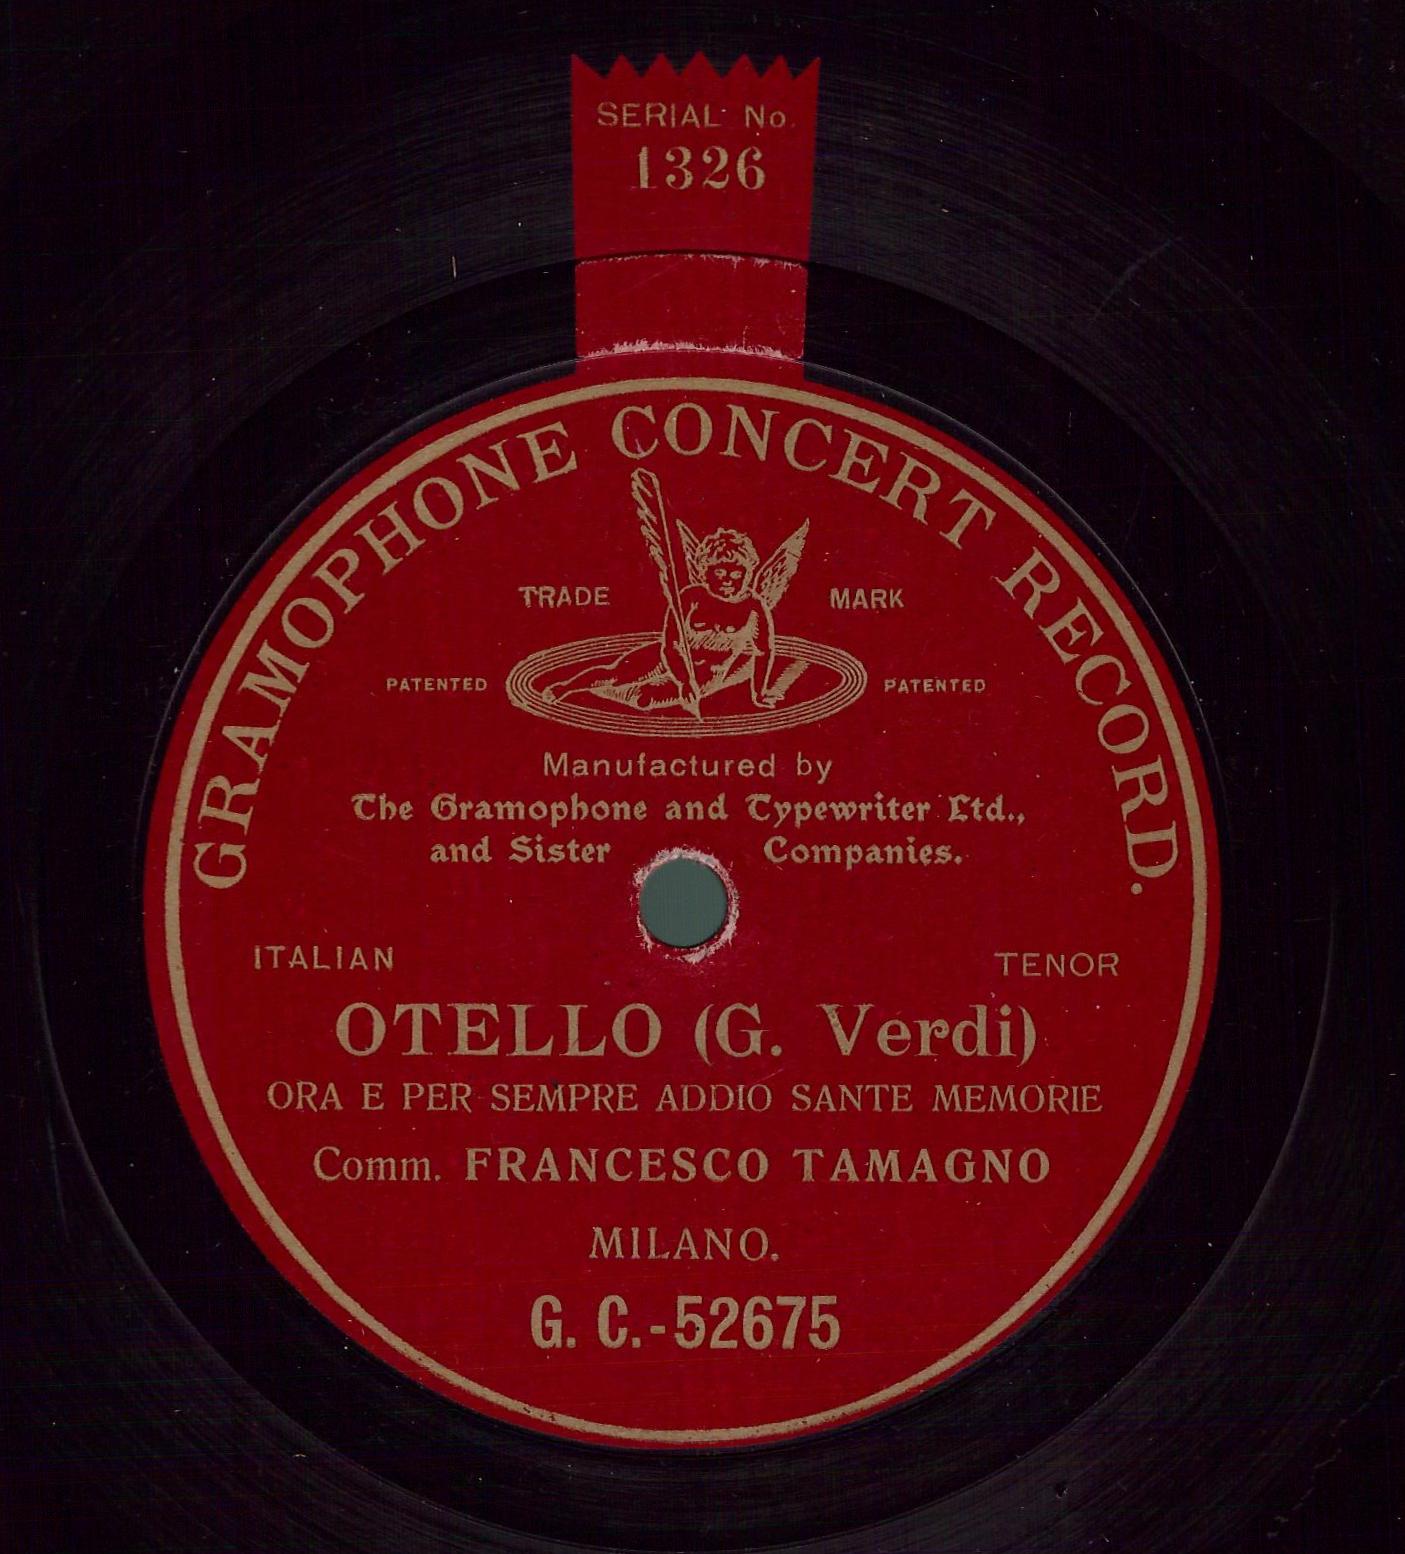 SERIAL No.
1326
GRAMOPHONE CONCERT RECORD.
TRADE MARK
PATENTED PATENTED
Manufactured by
The Gramophone and Typewriter Ltd.,
and Sister Companies.
ITALIAN TENOR
OTELLO (G. Verdi)
ORA E PER SEMPRE ADDIO SANTE MEMORIE
Comm. FRANCESCO TAMAGNO
MILANO.
G. C.-52675